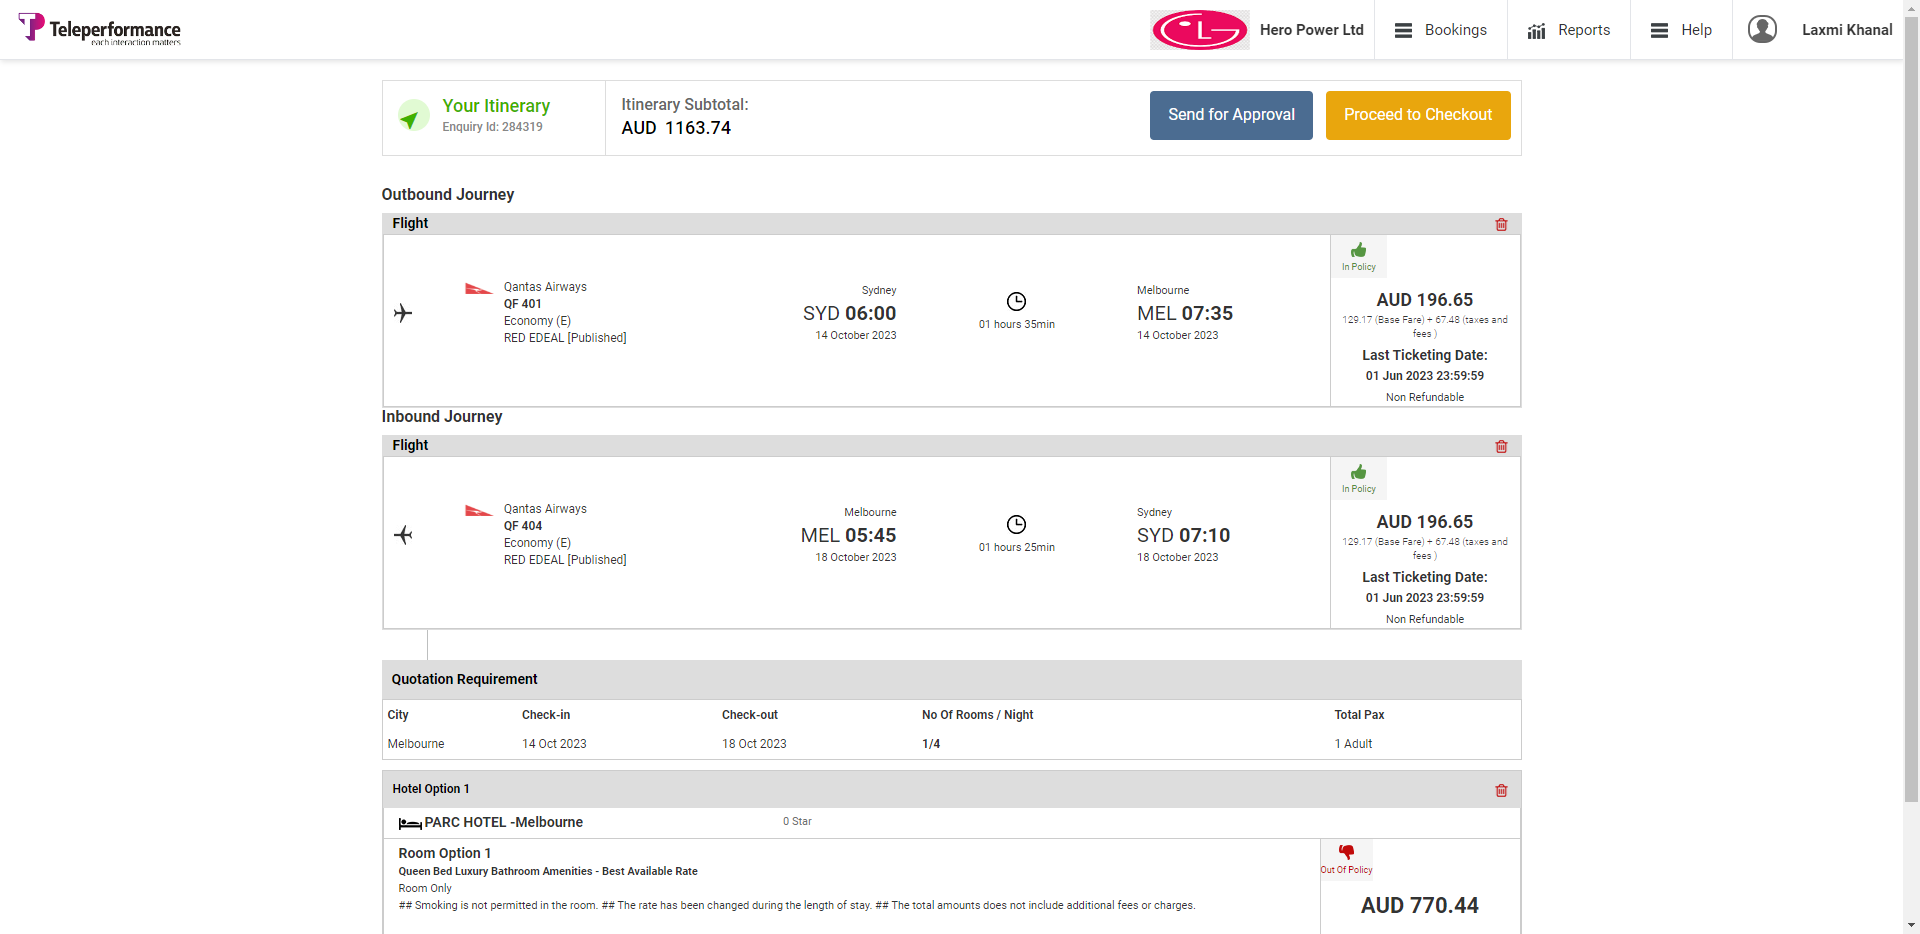 Teleperformance
each interaction matters
LG
Hero Power Ltd
Bookings
Reports
Help
Laxmi Khanal
Your Itinerary
Enquiry Id: 284319
Itinerary Subtotal:
AUD 1163.74
Send for Approval
Proceed to Checkout
Outbound Journey
Flight
Qantas Airways
QF 401
Economy (E)
RED EDEAL [Published]
Sydney
SYD 06:00
14 October 2023
01 hours 35min
Melbourne
MEL 07:35
14 October 2023
In Policy
AUD 196.65
129.17 (Base Fare) + 67.48 (taxes and
fees )
Last Ticketing Date:
01 Jun 2023 23:59:59
Non Refundable
Inbound Journey
Flight
Qantas Airways
QF 404
Economy (E)
RED EDEAL [Published]
Melbourne
MEL 05:45
18 October 2023
01 hours 25min
Sydney
SYD 07:10
18 October 2023
In Policy
AUD 196.65
129.17 (Base Fare) + 67.48 (taxes and
fees )
Last Ticketing Date:
01 Jun 2023 23:59:59
Non Refundable
Quotation Requirement
City Check-in Check-out No Of Rooms / Night Total Pax
Melbourne 14 Oct 2023 18 Oct 2023 1/4 1 Adult
Hotel Option 1
PARC HOTEL -Melbourne 0 Star
Room Option 1
Queen Bed Luxury Bathroom Amenities - Best Available Rate
Room Only
## Smoking is not permitted in the room. ## The rate has been changed during the length of stay. ## The total amounts does not include additional fees or charges.
Out Of Policy
AUD 770.44